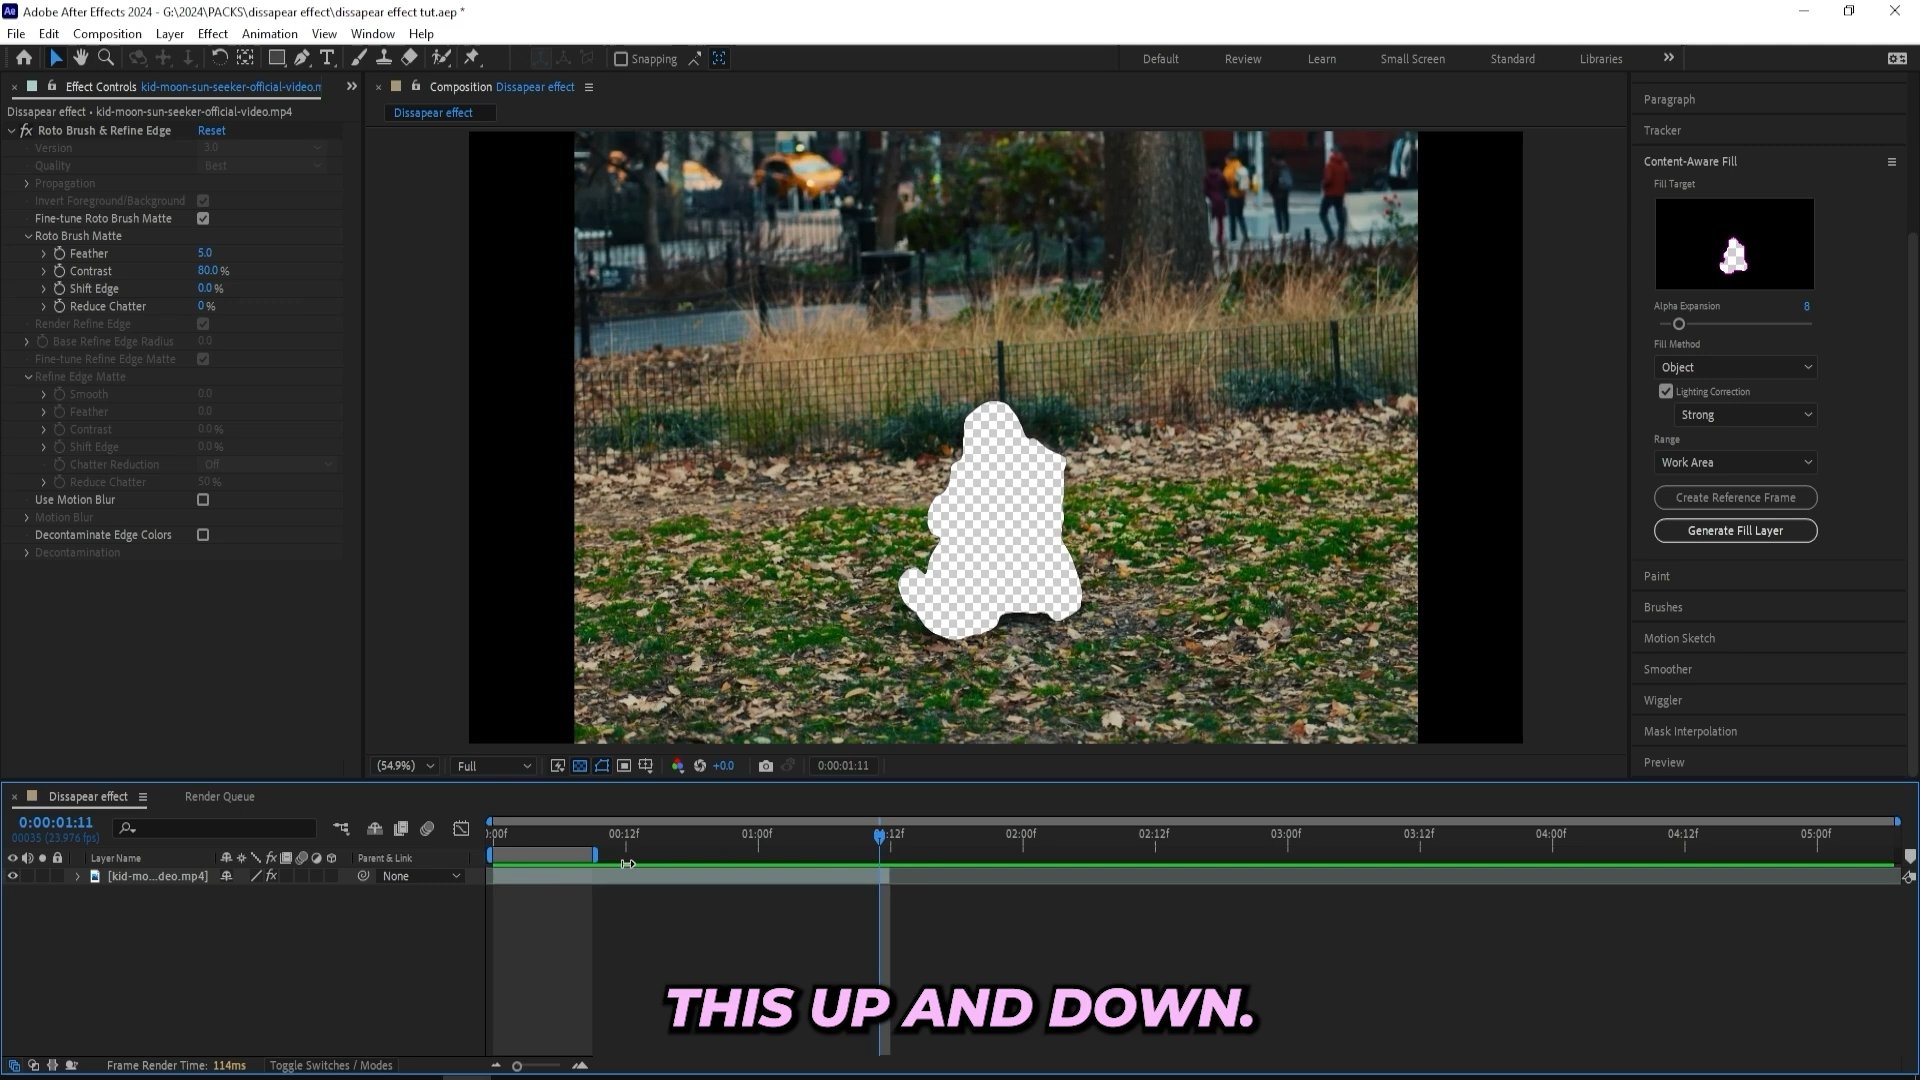 Adobe After Effects 2024 - G:\2024\PACKS\dissapear effect\dissapear effect tut.aep *
File Edit Composition Layer Effect Animation View Window Help
Snapping
Default Review Learn Small Screen Standard Libraries
Effect Controls kid-moon-sun-seeker-official-video.m
Dissapear effect • kid-moon-sun-seeker-official-video.mp4
fx Roto Brush & Refine Edge Reset
Version 3.0
Quality Best
Propagation
Invert Foreground/Background
Fine-tune Roto Brush Matte
Roto Brush Matte
Feather 5.0
Contrast 80.0 %
Shift Edge 0.0 %
Reduce Chatter 0 %
Render Refine Edge
Base Refine Edge Radius 0.0
Fine-tune Refine Edge Matte
Refine Edge Matte
Smooth 0.0
Feather 0.0
Contrast 0.0 %
Shift Edge 0.0 %
Chatter Reduction Off
Reduce Chatter 50 %
Use Motion Blur
Motion Blur
Decontaminate Edge Colors
Decontamination
Composition Dissapear effect
Dissapear effect
(54.9%) Full +0.0 0:00:01:11
Paragraph
Tracker
Content-Aware Fill
Fill Target
Alpha Expansion 8
Fill Method
Object
Lighting Correction
Strong
Range
Work Area
Create Reference Frame
Generate Fill Layer
Paint
Brushes
Motion Sketch
Smoother
Wiggler
Mask Interpolation
Preview
Dissapear effect Render Queue
0:00:01:11
00035 (23.976 fps)
):00f 00:12f 01:00f :12f 02:00f 02:12f 03:00f 03:12f 04:00f 04:12f 05:00f
Layer Name Parent & Link
[kid-mo...deo.mp4] None
THIS UP AND DOWN.
Frame Render Time: 114ms Toggle Switches / Modes